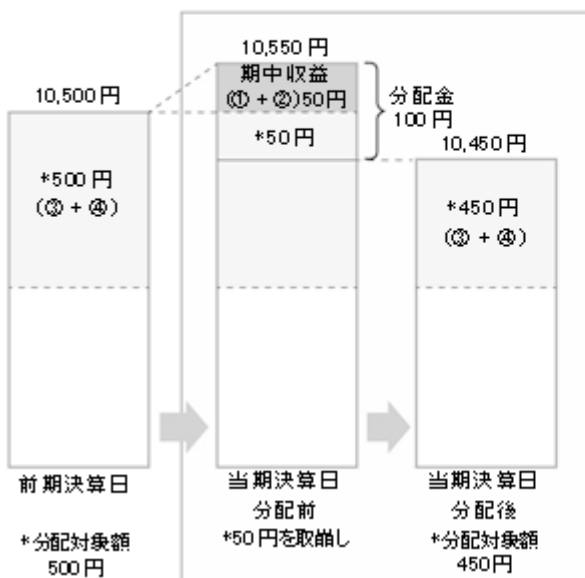 10,550円
期中収益
(①+②)50円
*50円
分配金
100円
10,500円
*500円
(③+④)
10,450円
*450円
(③+④)
前期決算日
*分配対象額
500円
当期決算日
分配前
*50円を取崩し
当期決算日
分配後
*分配対象額
450円